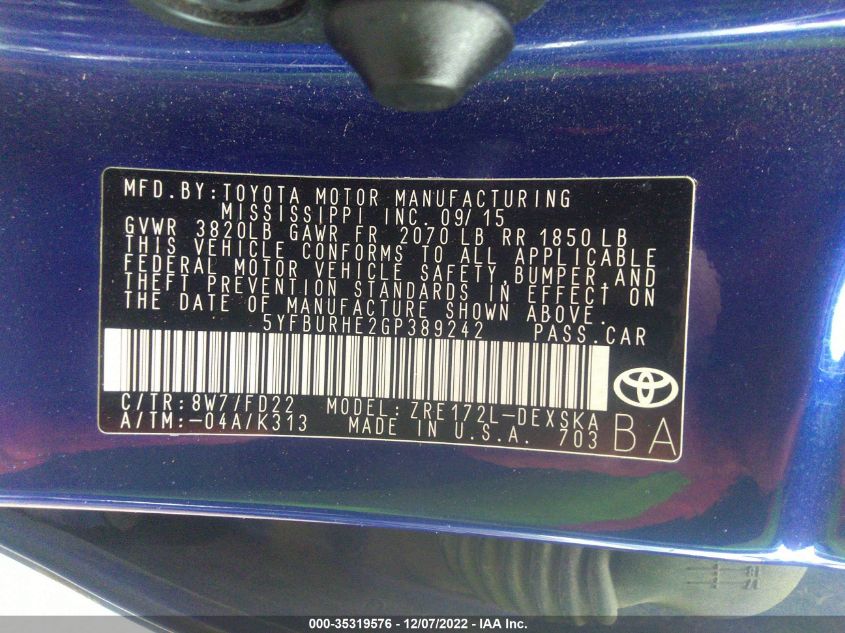 MFD.BY:TOYOTA MOTOR MANUFACTURING
MISSISSIPPI INC. 09/15
GVWR 3820LB GAWR FR 2070 LB RR 1850 LB
THIS VEHICLE CONFORMS TO ALL APPLICABLE
FEDERAL MOTOR VEHICLE SAFETY, BUMPER, AND
THEFT PREVENTION STANDARDS IN EFFECT ON
THE DATE OF MANUFACTURE SHOWN ABOVE.
5YFBURHE2GP389242 PASS.CAR
C/TR:8W7/FD22 MODEL:ZRE172L-DEXSKA
A/TM:-04A/K313 MADE IN U.S.A. 703
BA
000-35319576 - 12/07/2022 - IAA Inc.